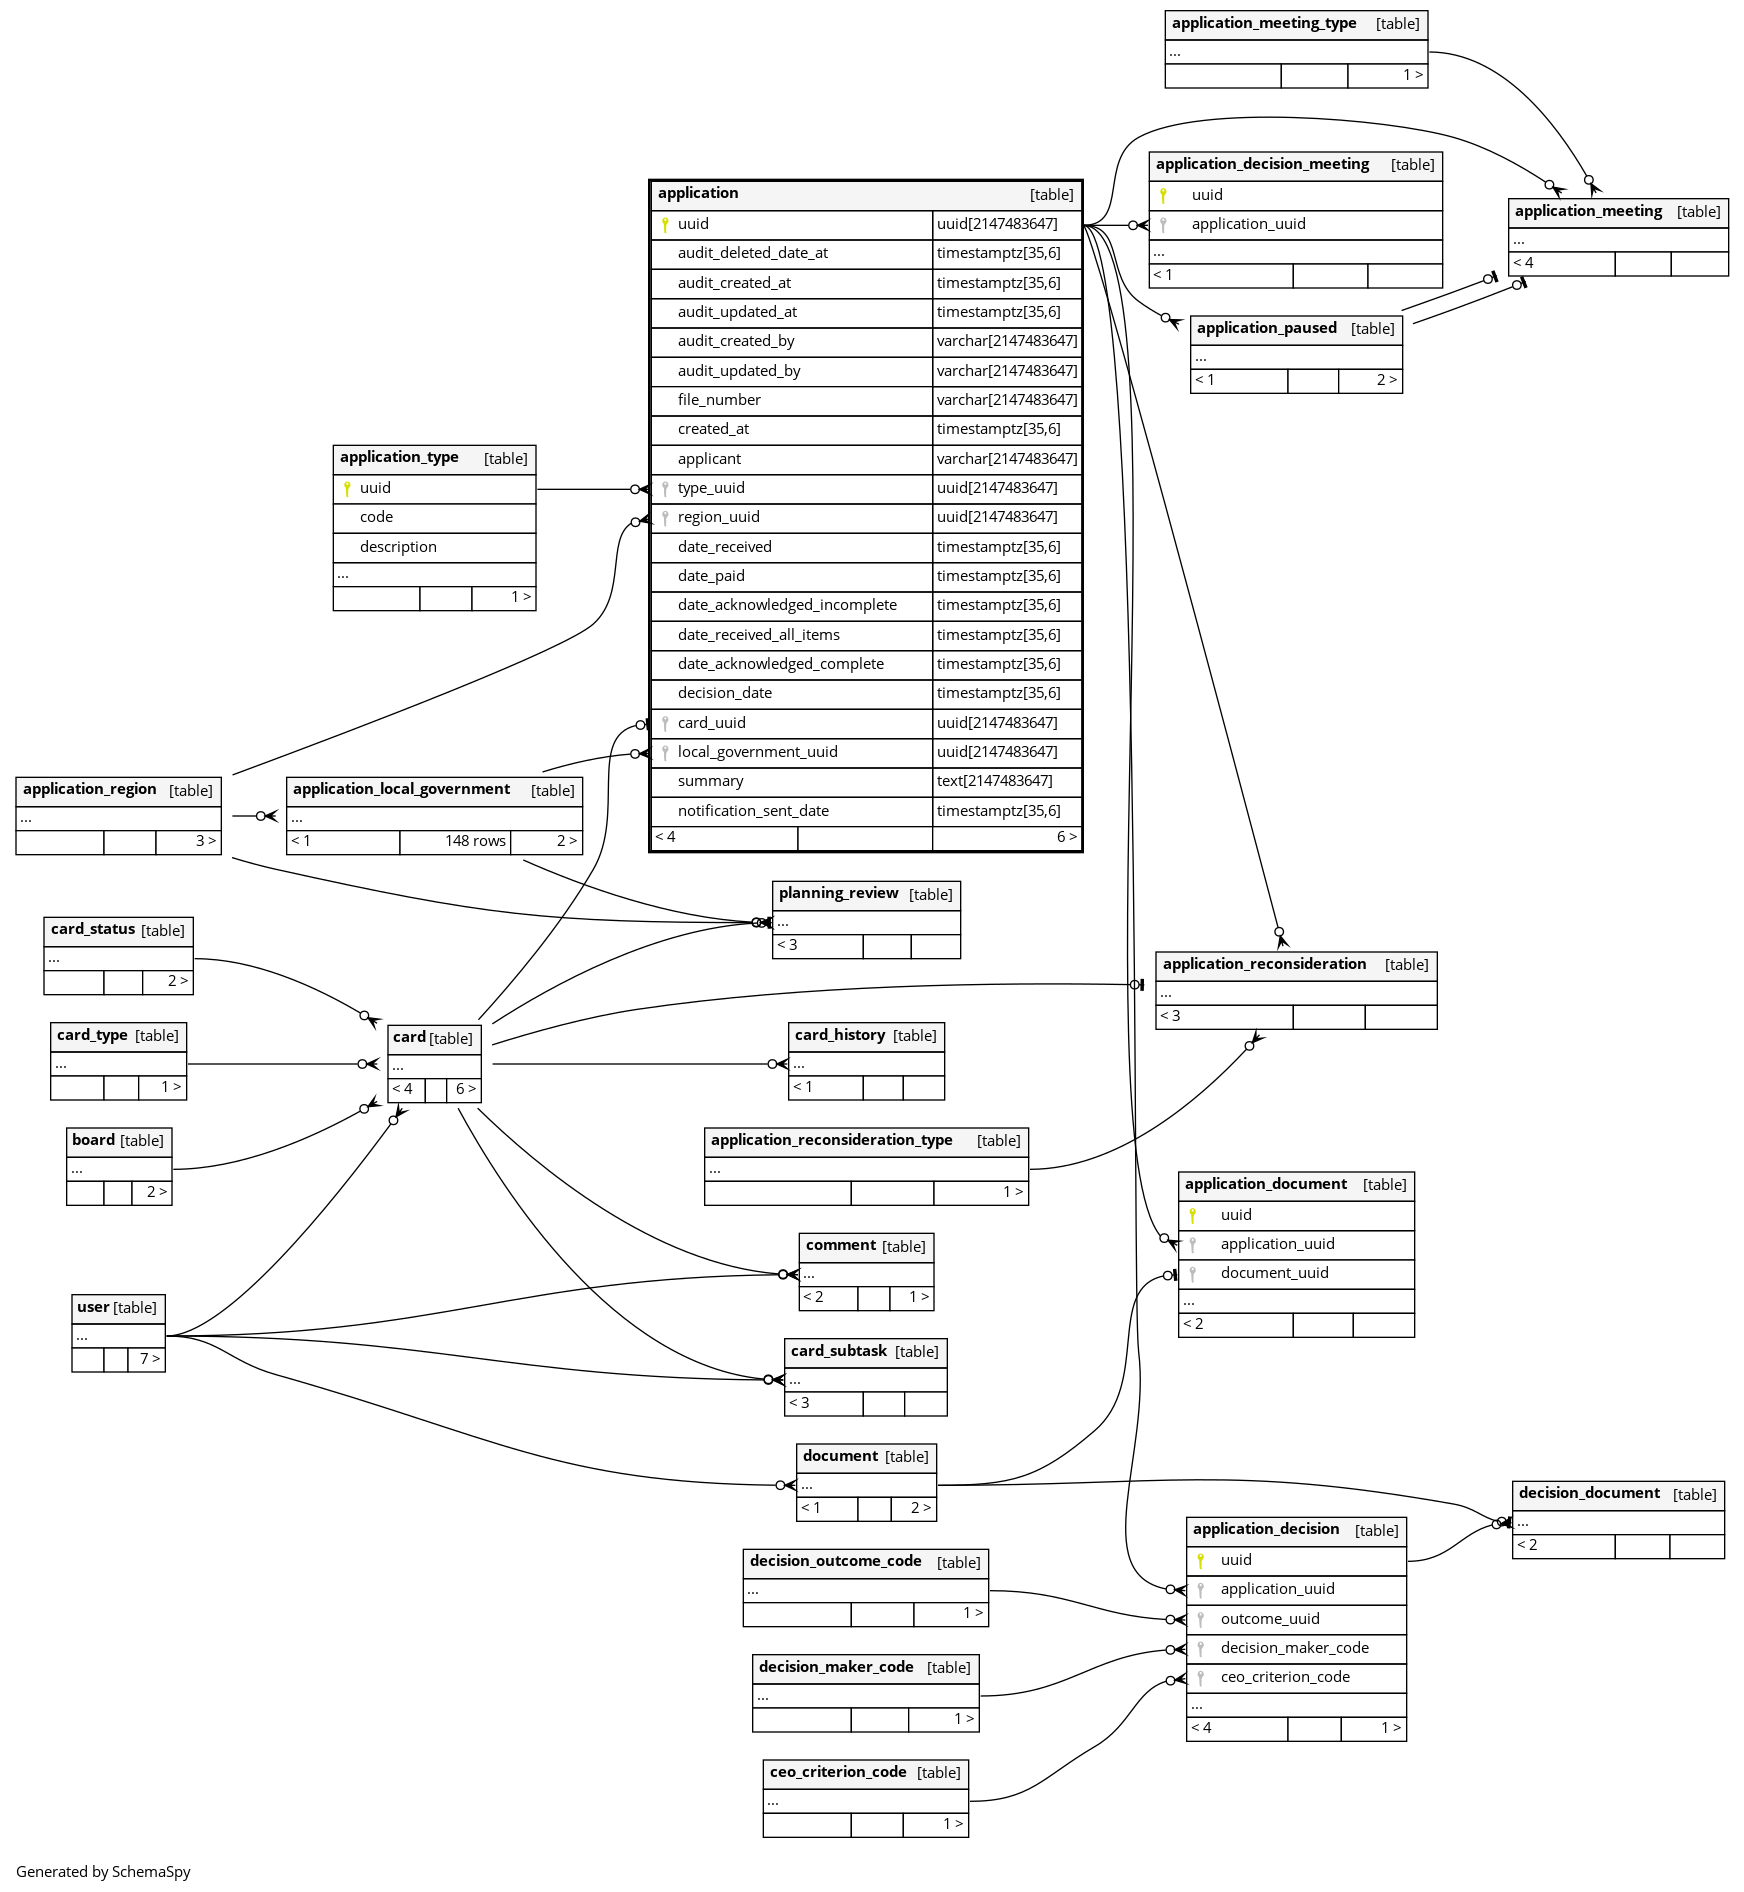 application_meeting_type [table]
...
1 >
application_decision_meeting [table]
uuid
application_uuid
...
< 1
application_meeting [table]
...
< 4
application_paused [table]
...
< 1 2 >
application [table]
uuid uuid[2147483647]
audit_deleted_date_at timestamptz[35,6]
audit_created_at timestamptz[35,6]
audit_updated_at timestamptz[35,6]
audit_created_by varchar[2147483647]
audit_updated_by varchar[2147483647]
file_number varchar[2147483647]
created_at timestamptz[35,6]
applicant varchar[2147483647]
type_uuid uuid[2147483647]
region_uuid uuid[2147483647]
date_received timestamptz[35,6]
date_paid timestamptz[35,6]
date_acknowledged_incomplete timestamptz[35,6]
date_received_all_items timestamptz[35,6]
date_acknowledged_complete timestamptz[35,6]
decision_date timestamptz[35,6]
card_uuid uuid[2147483647]
local_government_uuid uuid[2147483647]
summary text[2147483647]
notification_sent_date timestamptz[35,6]
< 4 6 >
application_type [table]
uuid
code
description
...
1 >
application_region [table]
...
3 >
application_local_government [table]
...
< 1 148 rows 2 >
planning_review [table]
...
< 3
card_status [table]
...
2 >
application_reconsideration [table]
...
< 3
card_type [table]
...
1 >
card [table]
...
< 4 6 >
card_history [table]
...
< 1
board [table]
...
2 >
application_reconsideration_type [table]
...
1 >
application_document [table]
uuid
application_uuid
document_uuid
...
< 2
comment [table]
...
< 2 1 >
user [table]
...
7 >
card_subtask [table]
...
< 3
document [table]
...
< 1 2 >
decision_document [table]
...
< 2
application_decision [table]
uuid
application_uuid
outcome_uuid
decision_maker_code
ceo_criterion_code
...
< 4 1 >
decision_outcome_code [table]
...
1 >
decision_maker_code [table]
...
1 >
ceo_criterion_code [table]
...
1 >
Generated by SchemaSpy